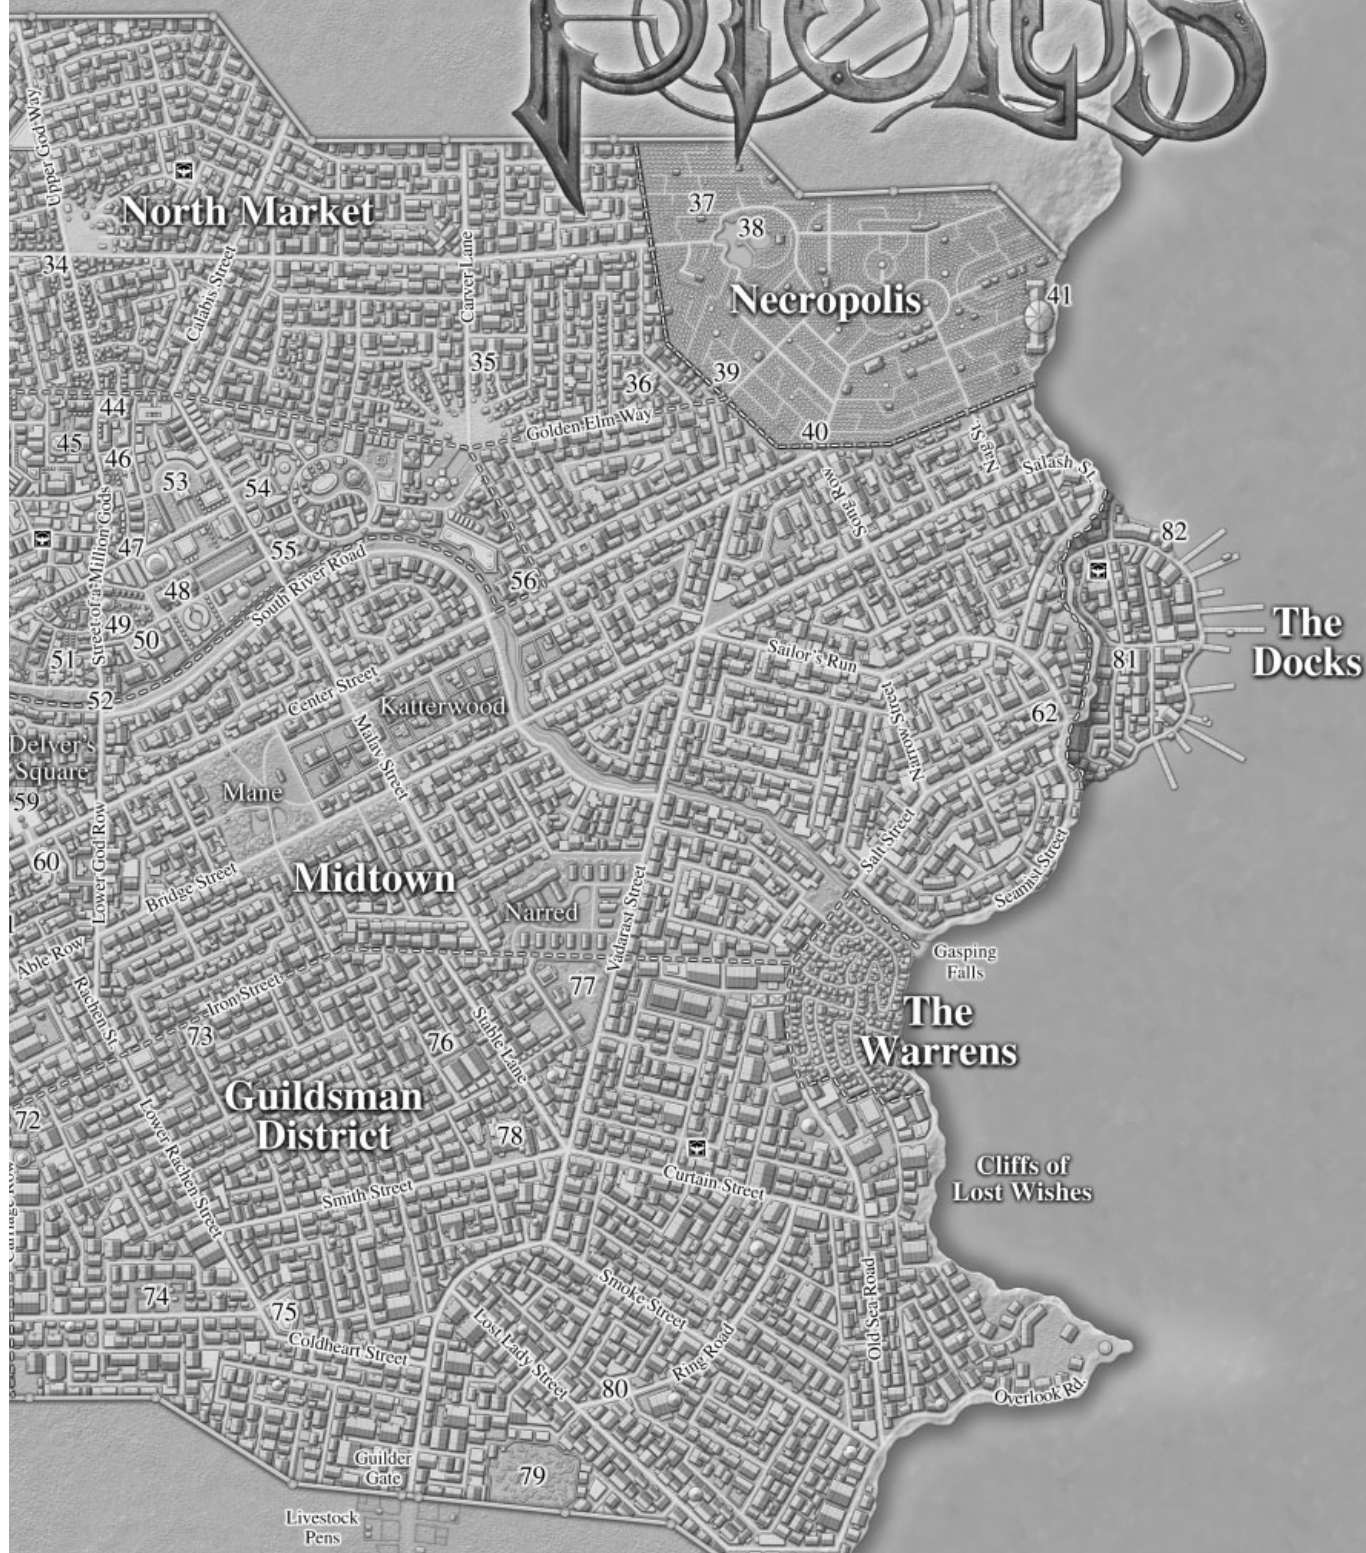 Ptolus
Upper God Way
North Market
37
38
Carver Lane
34
Calabis Street
Necropolis
41
35
36
39
44
Golden Elm Way
40
45
46
Nag St.
Salash St.
53
54
Song Row
82
Street of a Million Gods
47
55
South River Road
56
48
49
50
The
Docks
51
Sailor's Run
81
52
Center Street
Katterwood
Narrow Street
62
Delver's
Square
Malav Street
Mane
59
Lower God Row
Salt Street
60
Bridge Street
Midtown
Seamist Street
Vadarast Street
Narred
Able Row
Gasping
Falls
Rachen St.
Iron Street
77
The
Warrens
73
76
Stable Lane
Guildsman
District
72
Lower Rachen Street
78
Cliffs of
Lost Wishes
Smith Street
Curtain Street
Smoke Street
Old Sea Road
74
75
Coldheart Street
Lost Lady Street
Ring Road
80
Overlook Rd.
Guilder
Gate
79
Livestock
Pens